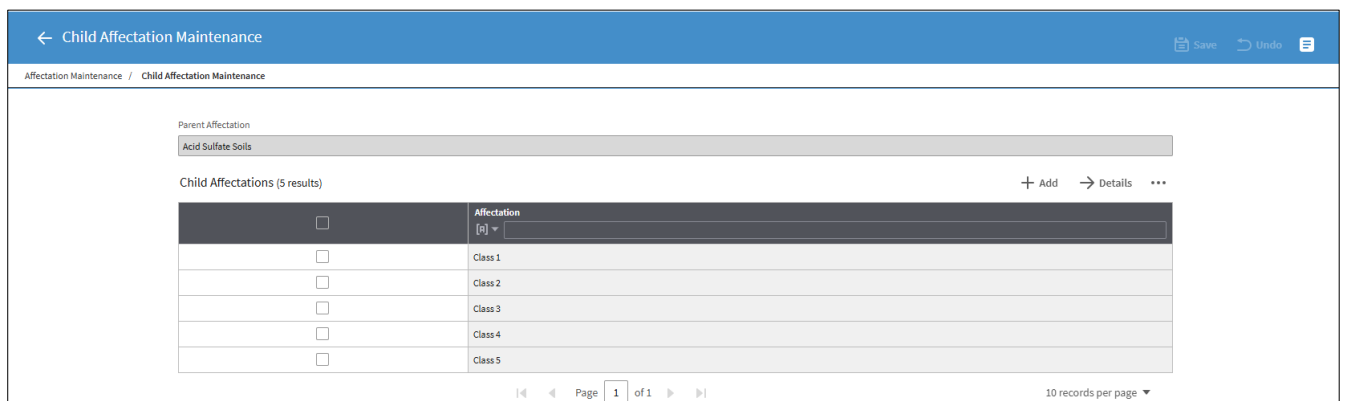 Child Affectation Maintenance
Save Undo
Affectation Maintenance / Child Affectation Maintenance
Parent Affectation
Acid Sulfate Soils
Child Affectations (5 results)
+ Add → Details •••
Affectation
[R]
Class 1
Class 2
Class 3
Class 4
Class 5
Page 1 of 1
10 records per page